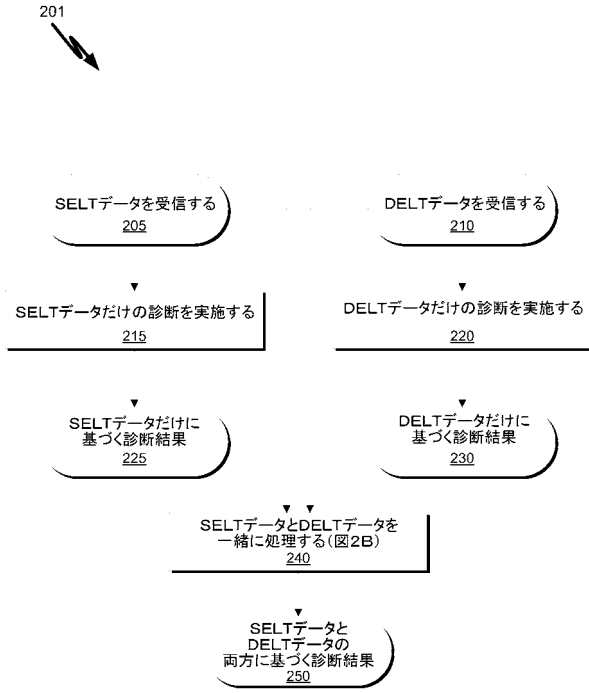 201
SELTデータを受信する
205
DELTデータを受信する
210
SELTデータだけの診断を実施する
215
DELTデータだけの診断を実施する
220
SELTデータだけに
基づく診断結果
225
DELTデータだけに
基づく診断結果
230
SELTデータとDELTデータを
一緒に処理する(図2B)
240
SELTデータと
DELTデータの
両方に基づく診断結果
250